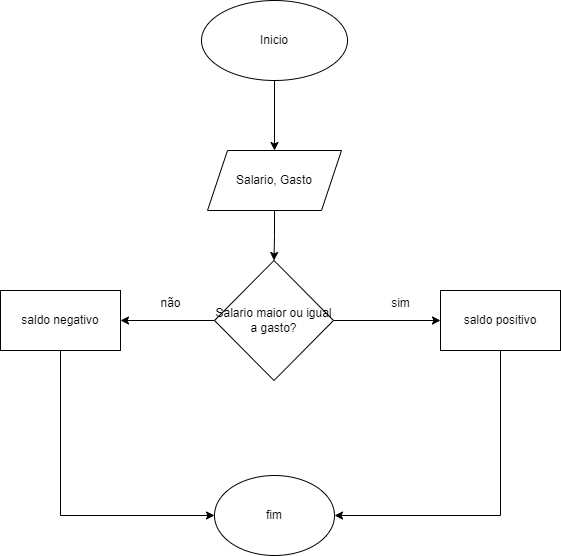 Inicio
Salario, Gasto
não
Salario maior ou igual
a gasto?
sim
saldo negativo
saldo positivo
fim